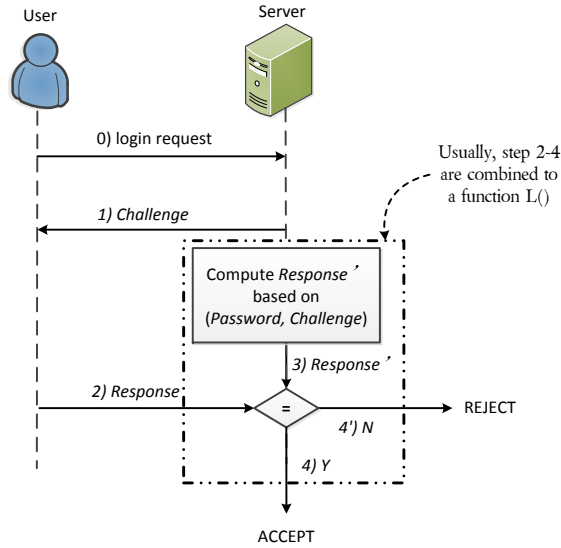 User
Server
0) login request
Usually, step 2-4
are combined to
a function L()
1) Challenge
Compute Response ’
based on
(Password, Challenge)
3) Response ’
2) Response
=
4') N
REJECT
4) Y
ACCEPT